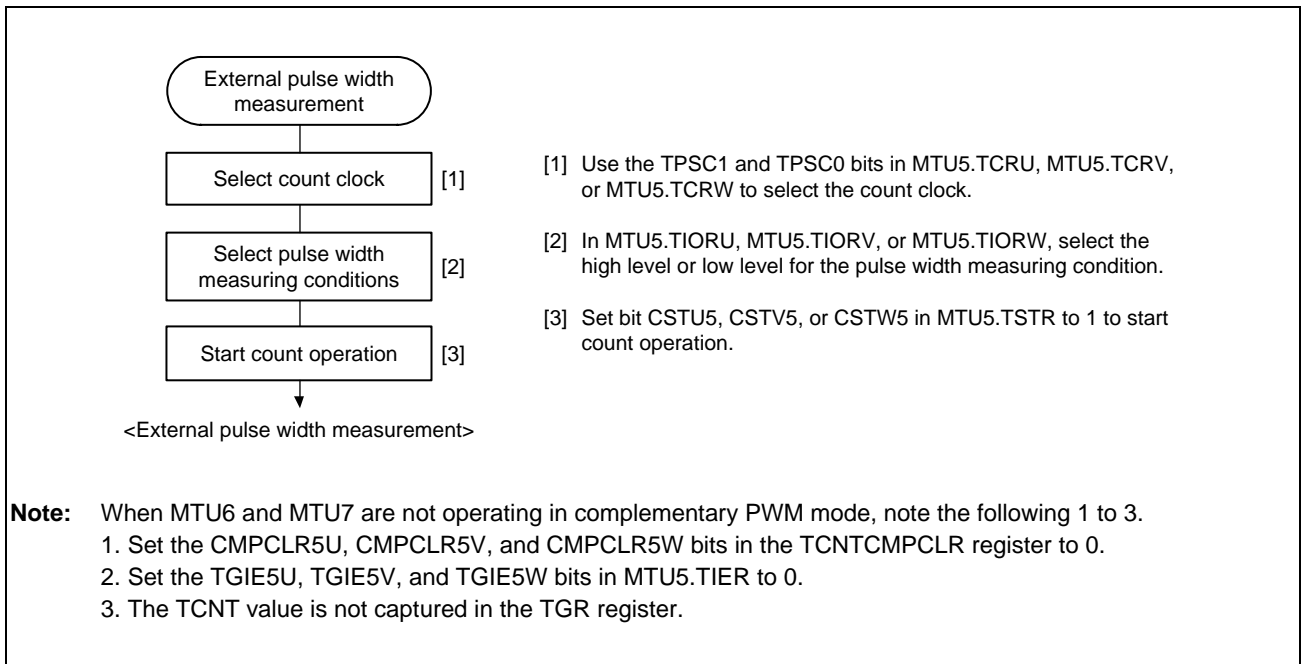 External pulse width
measurement
Select count clock
[1]
Select pulse width
measuring conditions
[2]
Start count operation
[3]
<External pulse width measurement>
[1] Use the TPSC1 and TPSC0 bits in MTU5.TCRU, MTU5.TCRV,
or MTU5.TCRW to select the count clock.
[2] In MTU5.TIORU, MTU5.TIORV, or MTU5.TIORW, select the
high level or low level for the pulse width measuring condition.
[3] Set bit CSTU5, CSTV5, or CSTW5 in MTU5.TSTR to 1 to start
count operation.
Note: When MTU6 and MTU7 are not operating in complementary PWM mode, note the following 1 to 3.
1. Set the CMPCLR5U, CMPCLR5V, and CMPCLR5W bits in the TCNTCMPCLR register to 0.
2. Set the TGIE5U, TGIE5V, and TGIE5W bits in MTU5.TIER to 0.
3. The TCNT value is not captured in the TGR register.